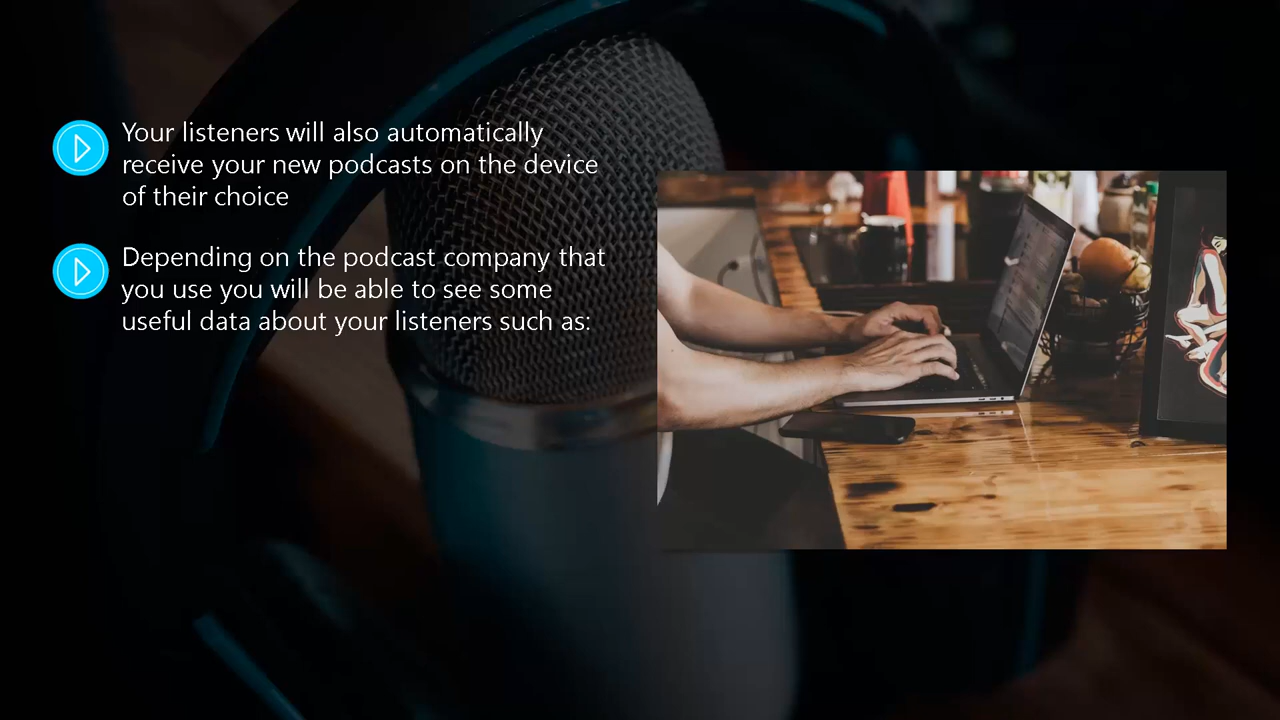 Your listeners will also automatically
receive your new podcasts on the device
of their choice
Depending on the podcast company that
you use you will be able to see some
useful data about your listeners such as: